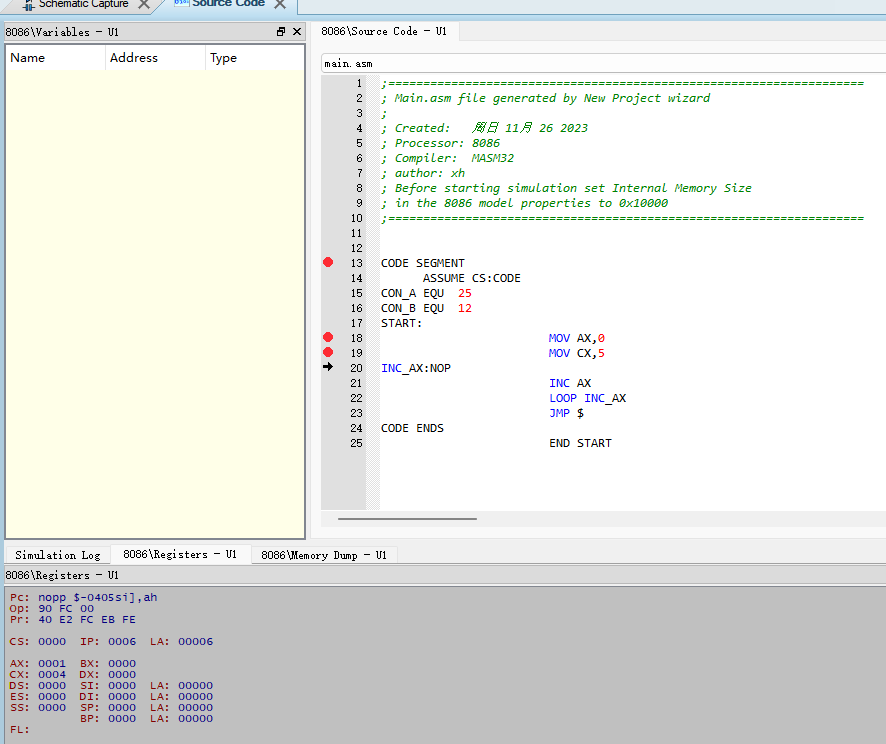 Schematic Capture Source Code
8086\Variables - U1
Name Address Type
8086\Source Code - U1
main.asm
1 ;====================================================================
2 ; Main.asm file generated by New Project wizard
3 ;
4 ; Created:   周日 11月 26 2023
5 ; Processor: 8086
6 ; Compiler:  MASM32
7 ; author: xh
8 ; Before starting simulation set Internal Memory Size
9 ; in the 8086 model properties to 0x10000
10 ;====================================================================
11
12
13 CODE SEGMENT
14       ASSUME CS:CODE
15 CON_A EQU  25
16 CON_B EQU  12
17 START:
18                         MOV AX,0
19                         MOV CX,5
20 INC_AX:NOP
21                         INC AX
22                         LOOP INC_AX
23                         JMP $
24 CODE ENDS
25                         END START
Simulation Log 8086\Registers - U1 8086\Memory Dump - U1
8086\Registers - U1
Pc: nopp $-0405si],ah
Op: 90 FC 00
Pr: 40 E2 FC EB FE
CS: 0000  IP: 0006  LA: 00006
AX: 0001  BX: 0000
CX: 0004  DX: 0000
DS: 0000  SI: 0000  LA: 00000
ES: 0000  DI: 0000  LA: 00000
SS: 0000  SP: 0000  LA: 00000
BP: 0000  LA: 00000
FL: